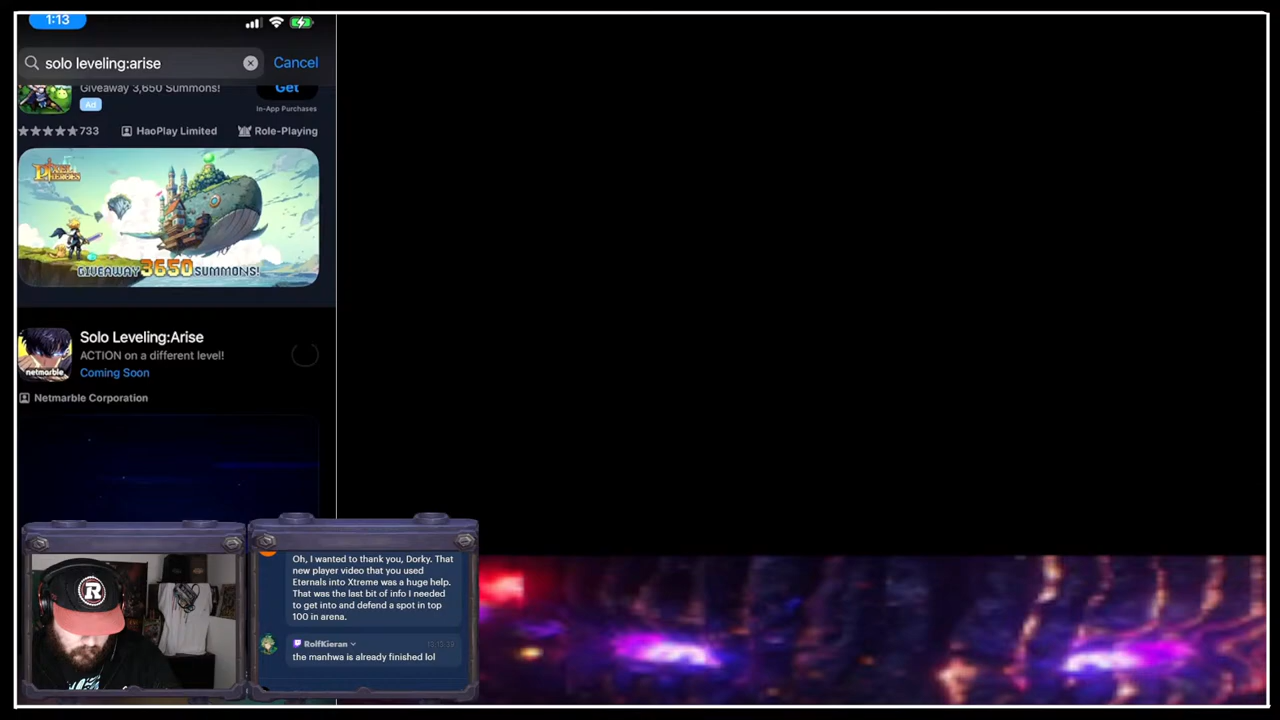 1:13
solo leveling:arise
Cancel
Giveaway 3,650 Summons!
Get
Ad
In-App Purchases
733
HaoPlay Limited
Role-Playing
PIXEL HEROES
GIVEAWAY 3650 SUMMONS!
Solo Leveling:Arise
ACTION on a different level!
netmarble
Coming Soon
Netmarble Corporation
Oh, I wanted to thank you, Dorky. That
new player video that you used
Eternals into Xtreme was a huge help.
That was the last bit of info I needed
to get into and defend a spot in top
100 in arena.
RolfKieran
the manhwa is already finished lol
R